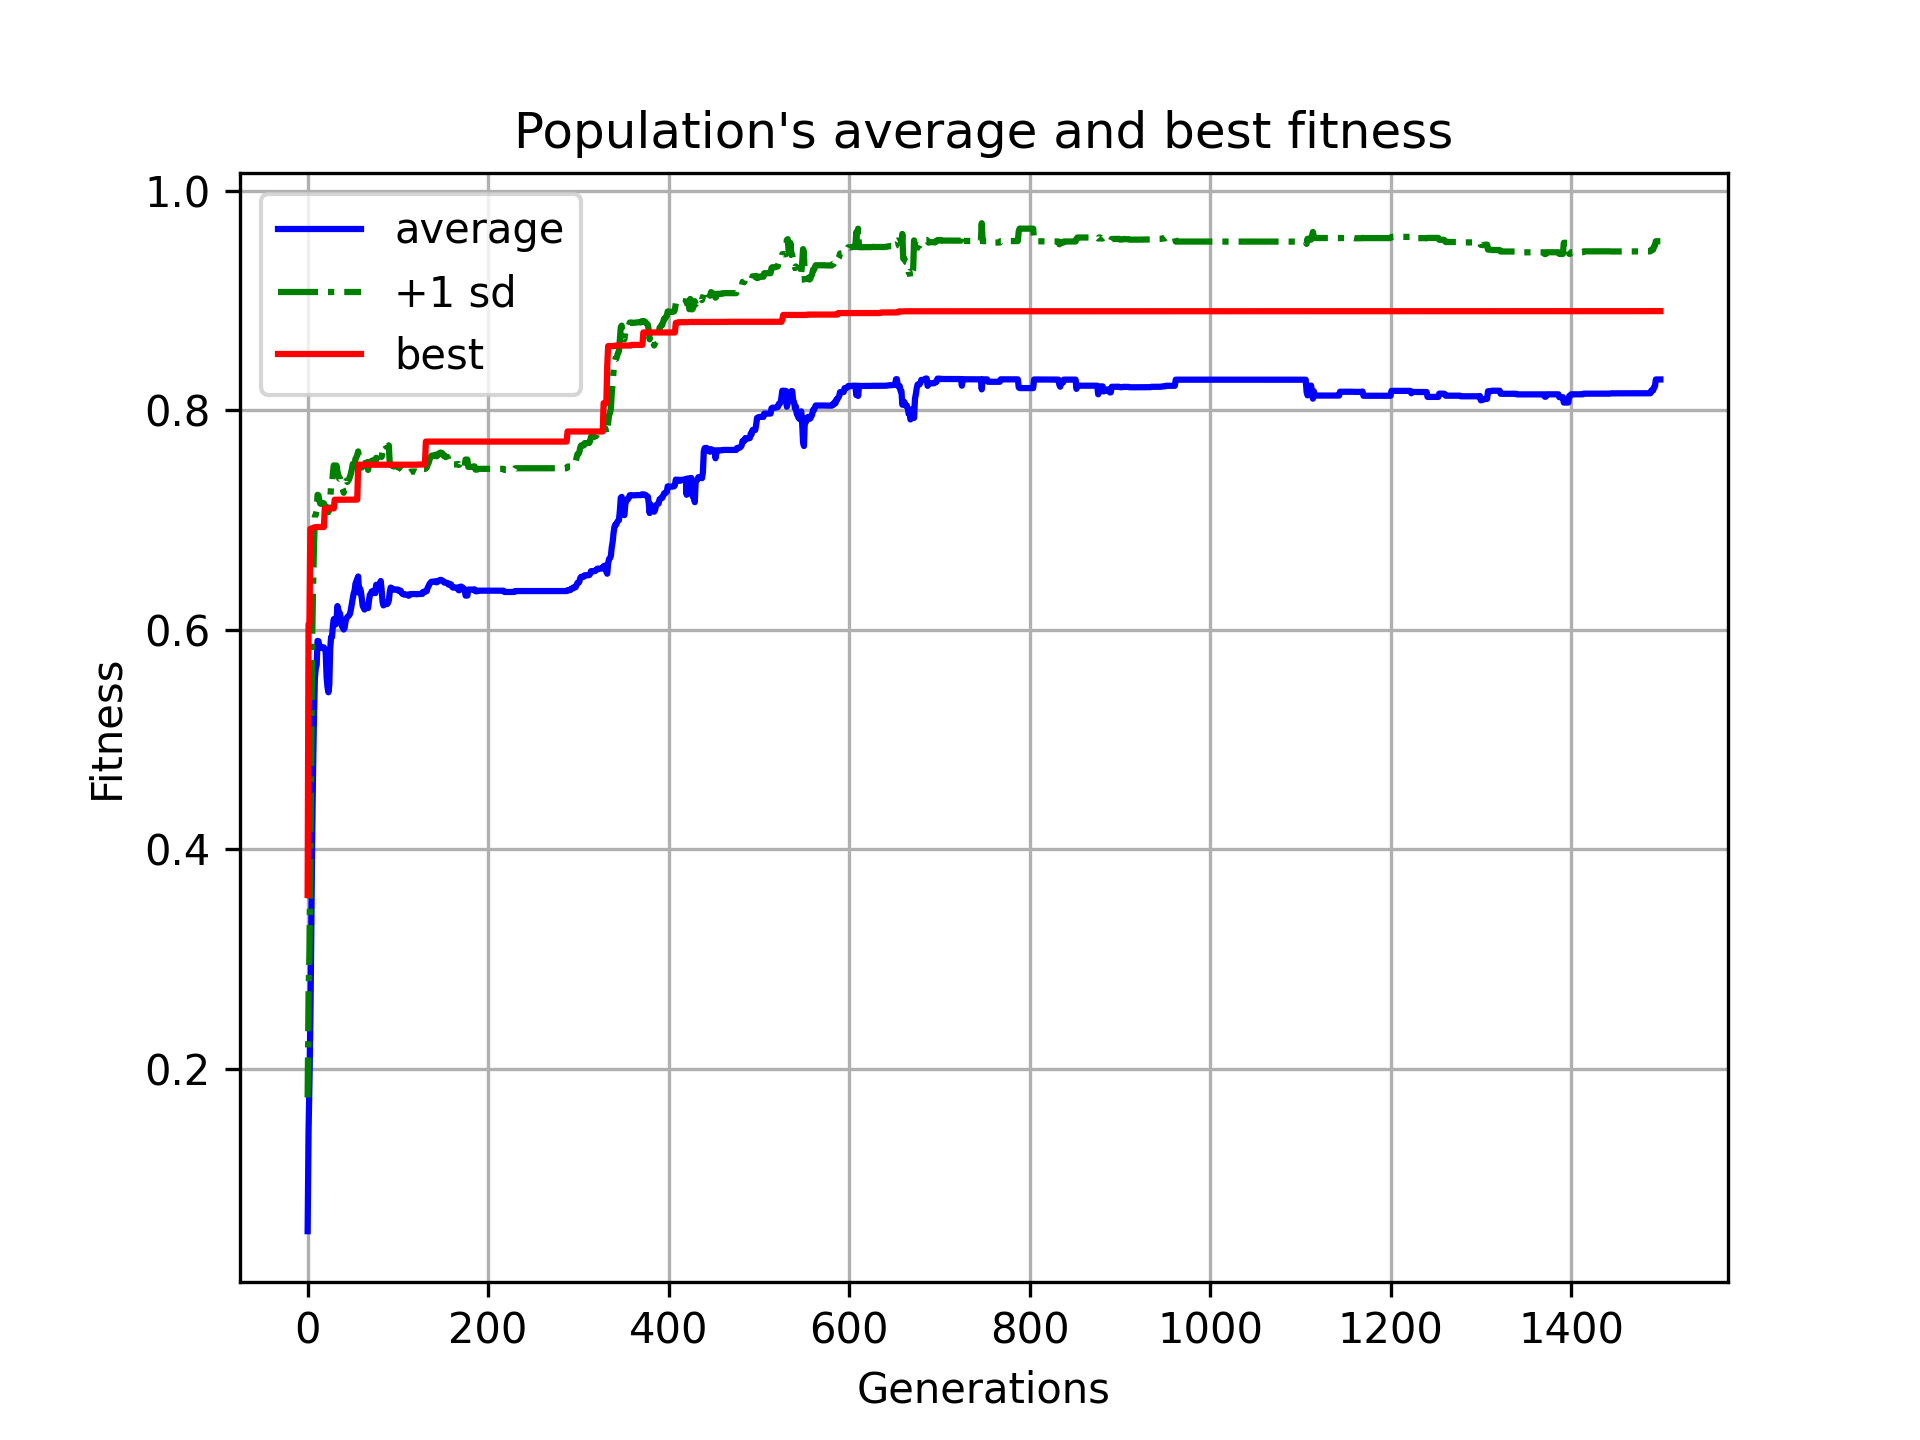 Population's average and best fitness
1.0
0.8
0.6
0.4
0.2
Fitness
average
+1 sd
best
0 200 400 600 800 1000 1200 1400
Generations